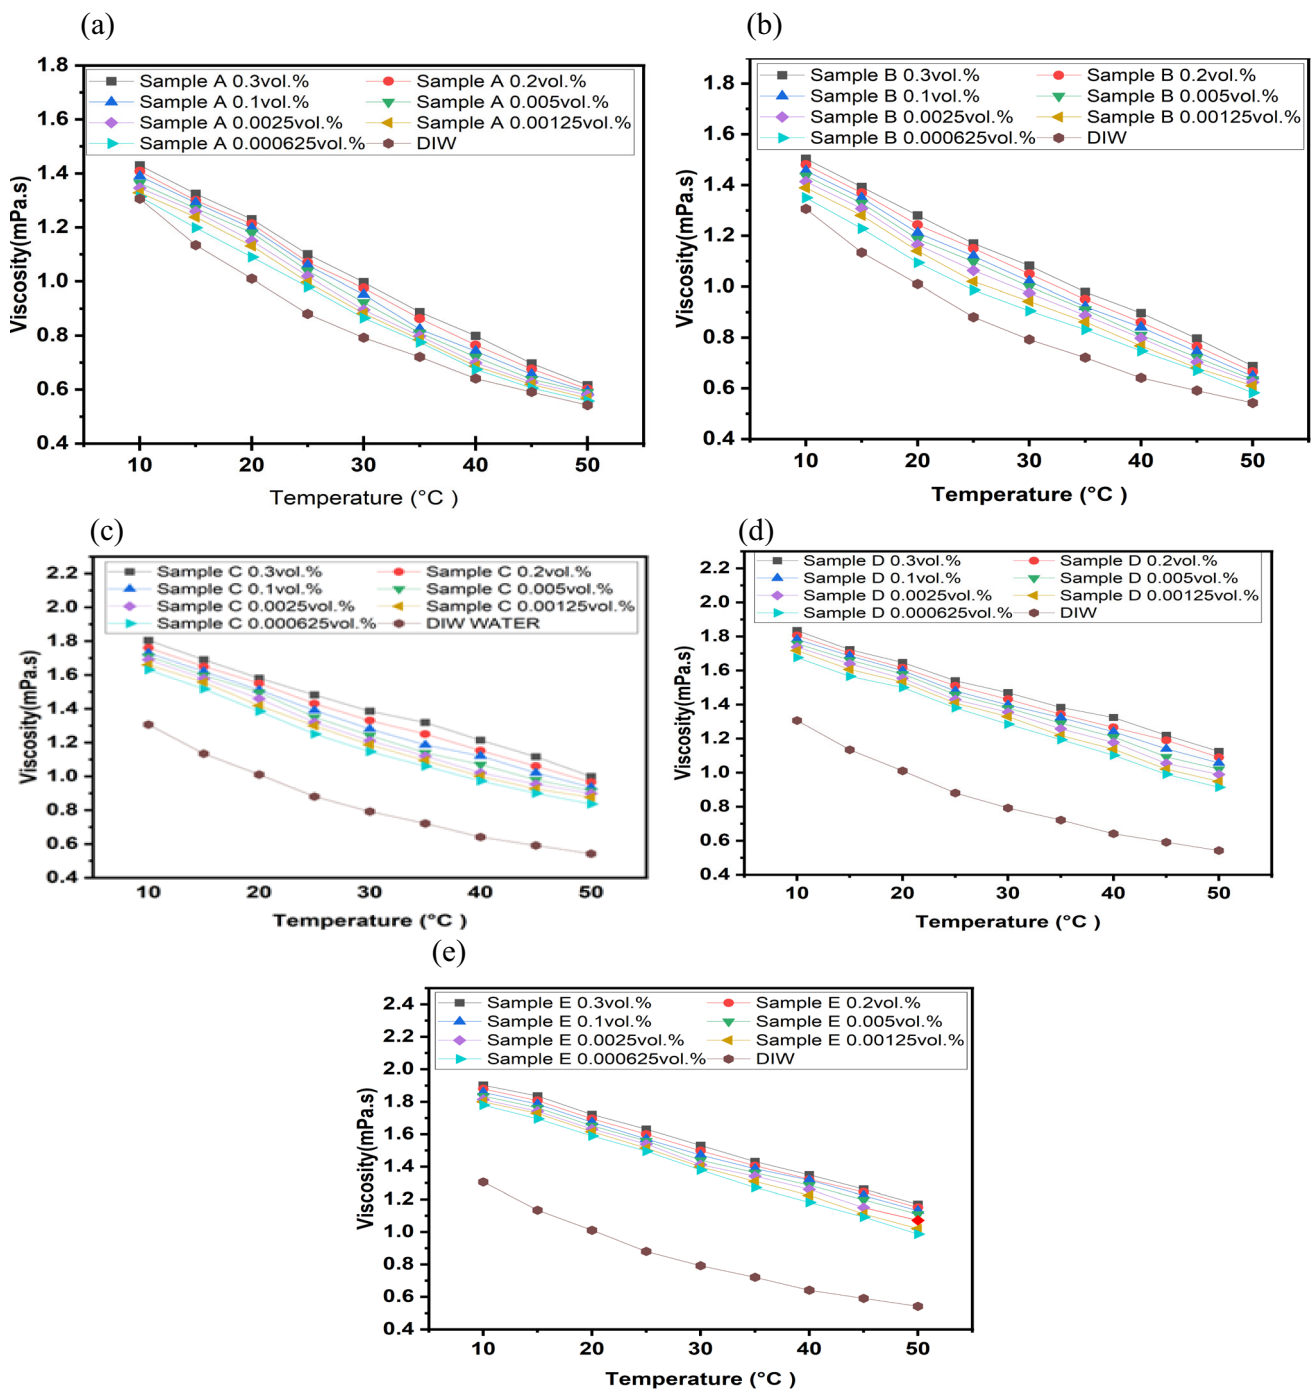 (a)
Viscosity(mPa.s)
1.8
1.6
1.4
1.2
1.0
0.8
0.6
0.4
Sample A 0.3vol.% Sample A 0.2vol.%
Sample A 0.1vol.% Sample A 0.005vol.%
Sample A 0.0025vol.% Sample A 0.00125vol.%
Sample A 0.000625vol.% DIW
10 20 30 40 50
Temperature (°C )
(b)
Viscosity(mPa.s)
1.8
1.6
1.4
1.2
1.0
0.8
0.6
0.4
Sample B 0.3vol.% Sample B 0.2vol.%
Sample B 0.1vol.% Sample B 0.005vol.%
Sample B 0.0025vol.% Sample B 0.00125vol.%
Sample B 0.000625vol.% DIW
10 20 30 40 50
Temperature (°C )
(c)
Viscosity(mPa.s)
2.2
2.0
1.8
1.6
1.4
1.2
1.0
0.8
0.6
0.4
Sample C 0.3vol.% Sample C 0.2vol.%
Sample C 0.1vol.% Sample C 0.005vol.%
Sample C 0.0025vol.% Sample C 0.00125vol.%
Sample C 0.000625vol.% DIW WATER
10 20 30 40 50
Temperature (°C )
(d)
Viscosity(mPa.s)
2.2
2.0
1.8
1.6
1.4
1.2
1.0
0.8
0.6
0.4
Sample D 0.3vol.% Sample D 0.2vol.%
Sample D 0.1vol.% Sample D 0.005vol.%
Sample D 0.0025vol.% Sample D 0.00125vol.%
Sample D 0.000625vol.% DIW
10 20 30 40 50
Temperature (°C )
(e)
Viscosity(mPa.s)
2.4
2.2
2.0
1.8
1.6
1.4
1.2
1.0
0.8
0.6
0.4
Sample E 0.3vol.% Sample E 0.2vol.%
Sample E 0.1vol.% Sample E 0.005vol.%
Sample E 0.0025vol.% Sample E 0.00125vol.%
Sample E 0.000625vol.% DIW
10 20 30 40 50
Temperature (°C )